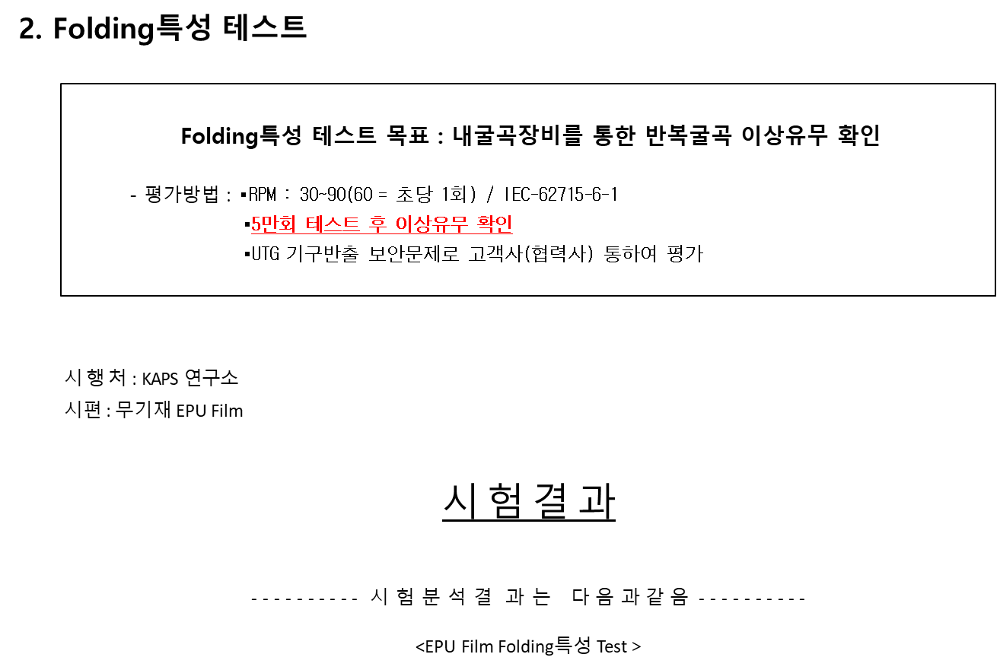 2. Folding특성 테스트
Folding특성 테스트 목표 : 내굴곡장비를 통한 반복굴곡 이상유무 확인
- 평가방법 : ▪RPM : 30~90(60 = 초당 1회) / IEC-62715-6-1
▪5만회 테스트 후 이상유무 확인
▪UTG 기구반출 보안문제로 고객사(협력사) 통하여 평가
시 행 처 : KAPS 연구소
시편 : 무기재 EPU Film
시 험 결 과
- - - - - - - - - - 시 험 분 석 결 과 는 다 음 과 같 음 - - - - - - - - - -
<EPU Film Folding특성 Test >